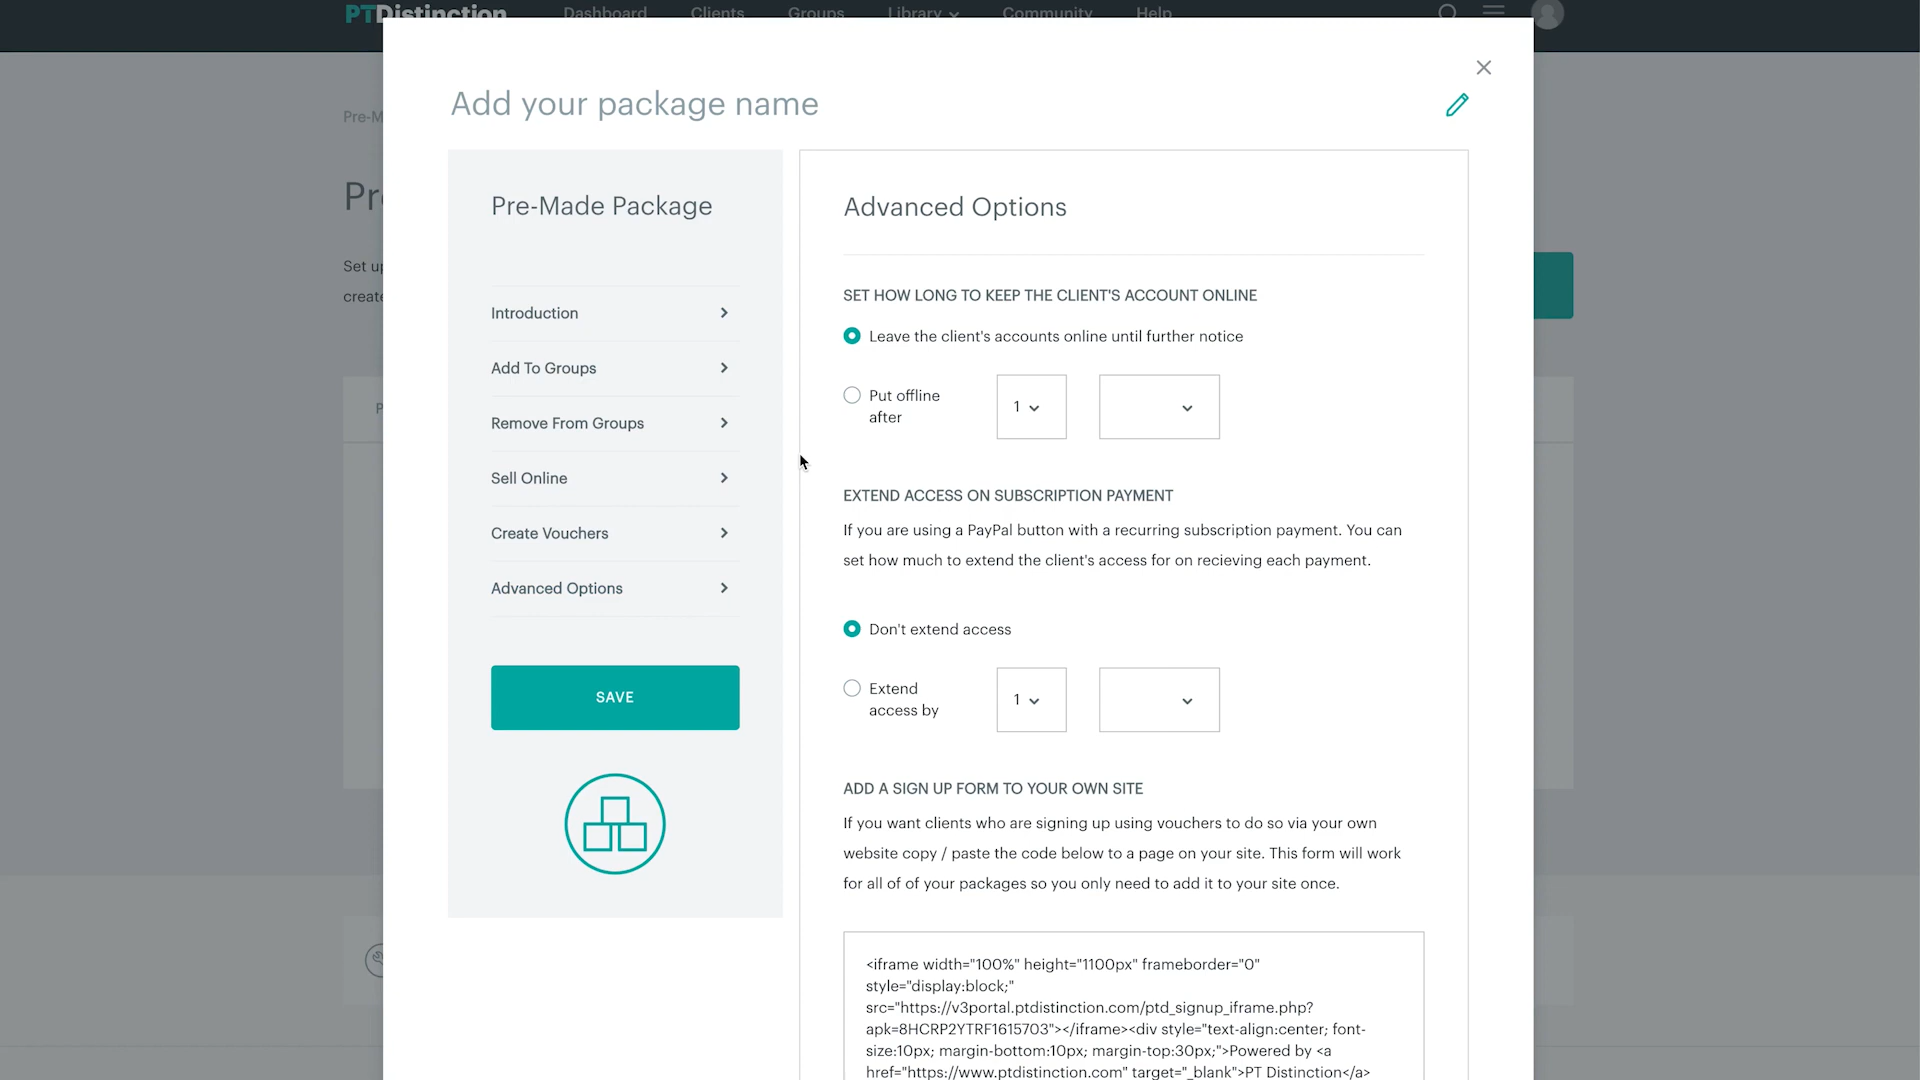 PTDistinction Dashboard Clients Groups Library Community Help
Pre-M
Pr
Set up
create
P
Add your package name
Pre-Made Package
Introduction
Add To Groups
Remove From Groups
Sell Online
Create Vouchers
Advanced Options
SAVE
Advanced Options
SET HOW LONG TO KEEP THE CLIENT'S ACCOUNT ONLINE
Leave the client's accounts online until further notice
Put offline
after
1
EXTEND ACCESS ON SUBSCRIPTION PAYMENT
If you are using a PayPal button with a recurring subscription payment. You can
set how much to extend the client's access for on recieving each payment.
Don't extend access
Extend
access by
1
ADD A SIGN UP FORM TO YOUR OWN SITE
If you want clients who are signing up using vouchers to do so via your own
website copy / paste the code below to a page on your site. This form will work
for all of of your packages so you only need to add it to your site once.
<iframe width="100%" height="1100px" frameborder="0"
style="display:block;"
src="https://v3portal.ptdistinction.com/ptd_signup_iframe.php?
apk=8HCRP2YTRF1615703"></iframe><div style="text-align:center; font-
size:10px; margin-bottom:10px; margin-top:30px;">Powered by <a
href="https://www.ptdistinction.com" target="_blank">PT Distinction</a>